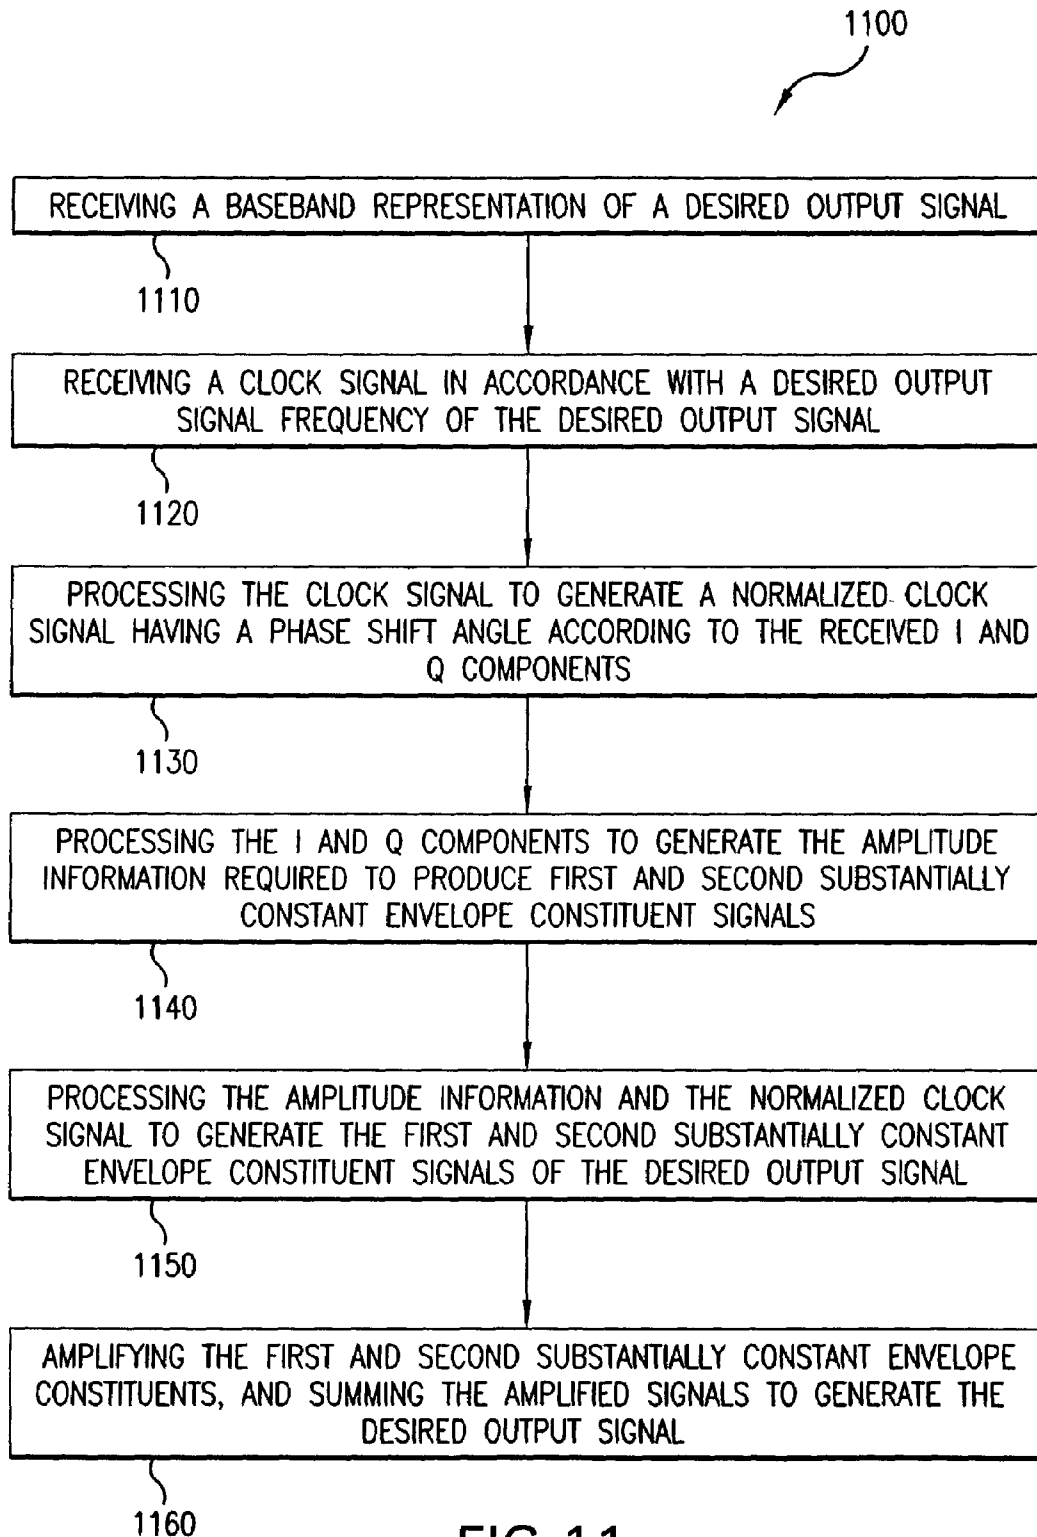 1100
RECEIVING A BASEBAND REPRESENTATION OF A DESIRED OUTPUT SIGNAL
1110
RECEIVING A CLOCK SIGNAL IN ACCORDANCE WITH A DESIRED OUTPUT
SIGNAL FREQUENCY OF THE DESIRED OUTPUT SIGNAL
1120
PROCESSING THE CLOCK SIGNAL TO GENERATE A NORMALIZED CLOCK
SIGNAL HAVING A PHASE SHIFT ANGLE ACCORDING TO THE RECEIVED I AND
Q COMPONENTS
1130
PROCESSING THE I AND Q COMPONENTS TO GENERATE THE AMPLITUDE
INFORMATION REQUIRED TO PRODUCE FIRST AND SECOND SUBSTANTIALLY
CONSTANT ENVELOPE CONSTITUENT SIGNALS
1140
PROCESSING THE AMPLITUDE INFORMATION AND THE NORMALIZED CLOCK
SIGNAL TO GENERATE THE FIRST AND SECOND SUBSTANTIALLY CONSTANT
ENVELOPE CONSTITUENT SIGNALS OF THE DESIRED OUTPUT SIGNAL
1150
AMPLIFYING THE FIRST AND SECOND SUBSTANTIALLY CONSTANT ENVELOPE
CONSTITUENTS, AND SUMMING THE AMPLIFIED SIGNALS TO GENERATE THE
DESIRED OUTPUT SIGNAL
1160
FIG. 11